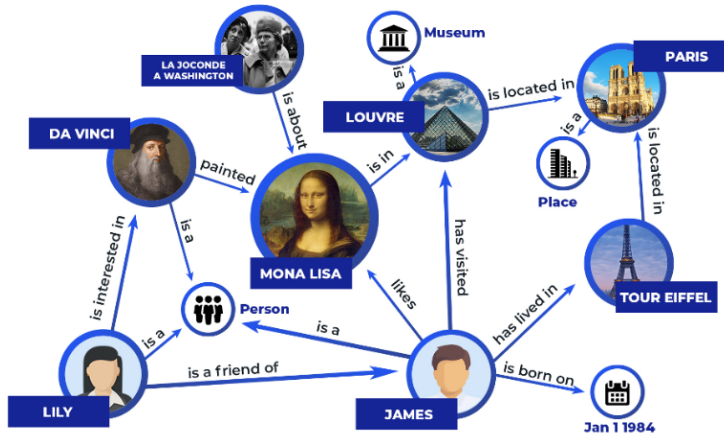 LA JOCONDE
A WASHINGTON
Museum
is a
PARIS
is located in
LOUVRE
DA VINCI
is about
is a
is located in
painted
is in
Place
is a
MONA LISA
has visited
TOUR EIFFEL
is interested in
likes
has lived in
Person
is a
is a
is a friend of
is born on
LILY
JAMES
Jan 1 1984